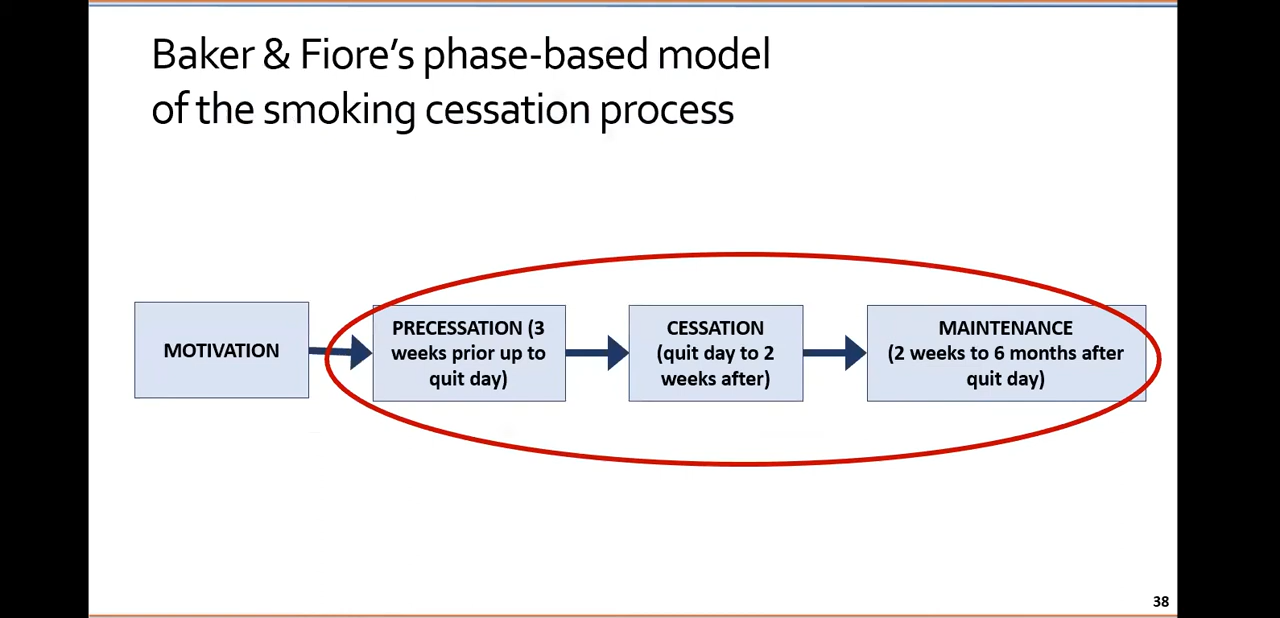 Baker & Fiore's phase-based model
of the smoking cessation process
MOTIVATION
PRECESSATION (3
weeks prior up to
quit day)
CESSATION
(quit day to 2
weeks after)
MAINTENANCE
(2 weeks to 6 months after
quit day)
38